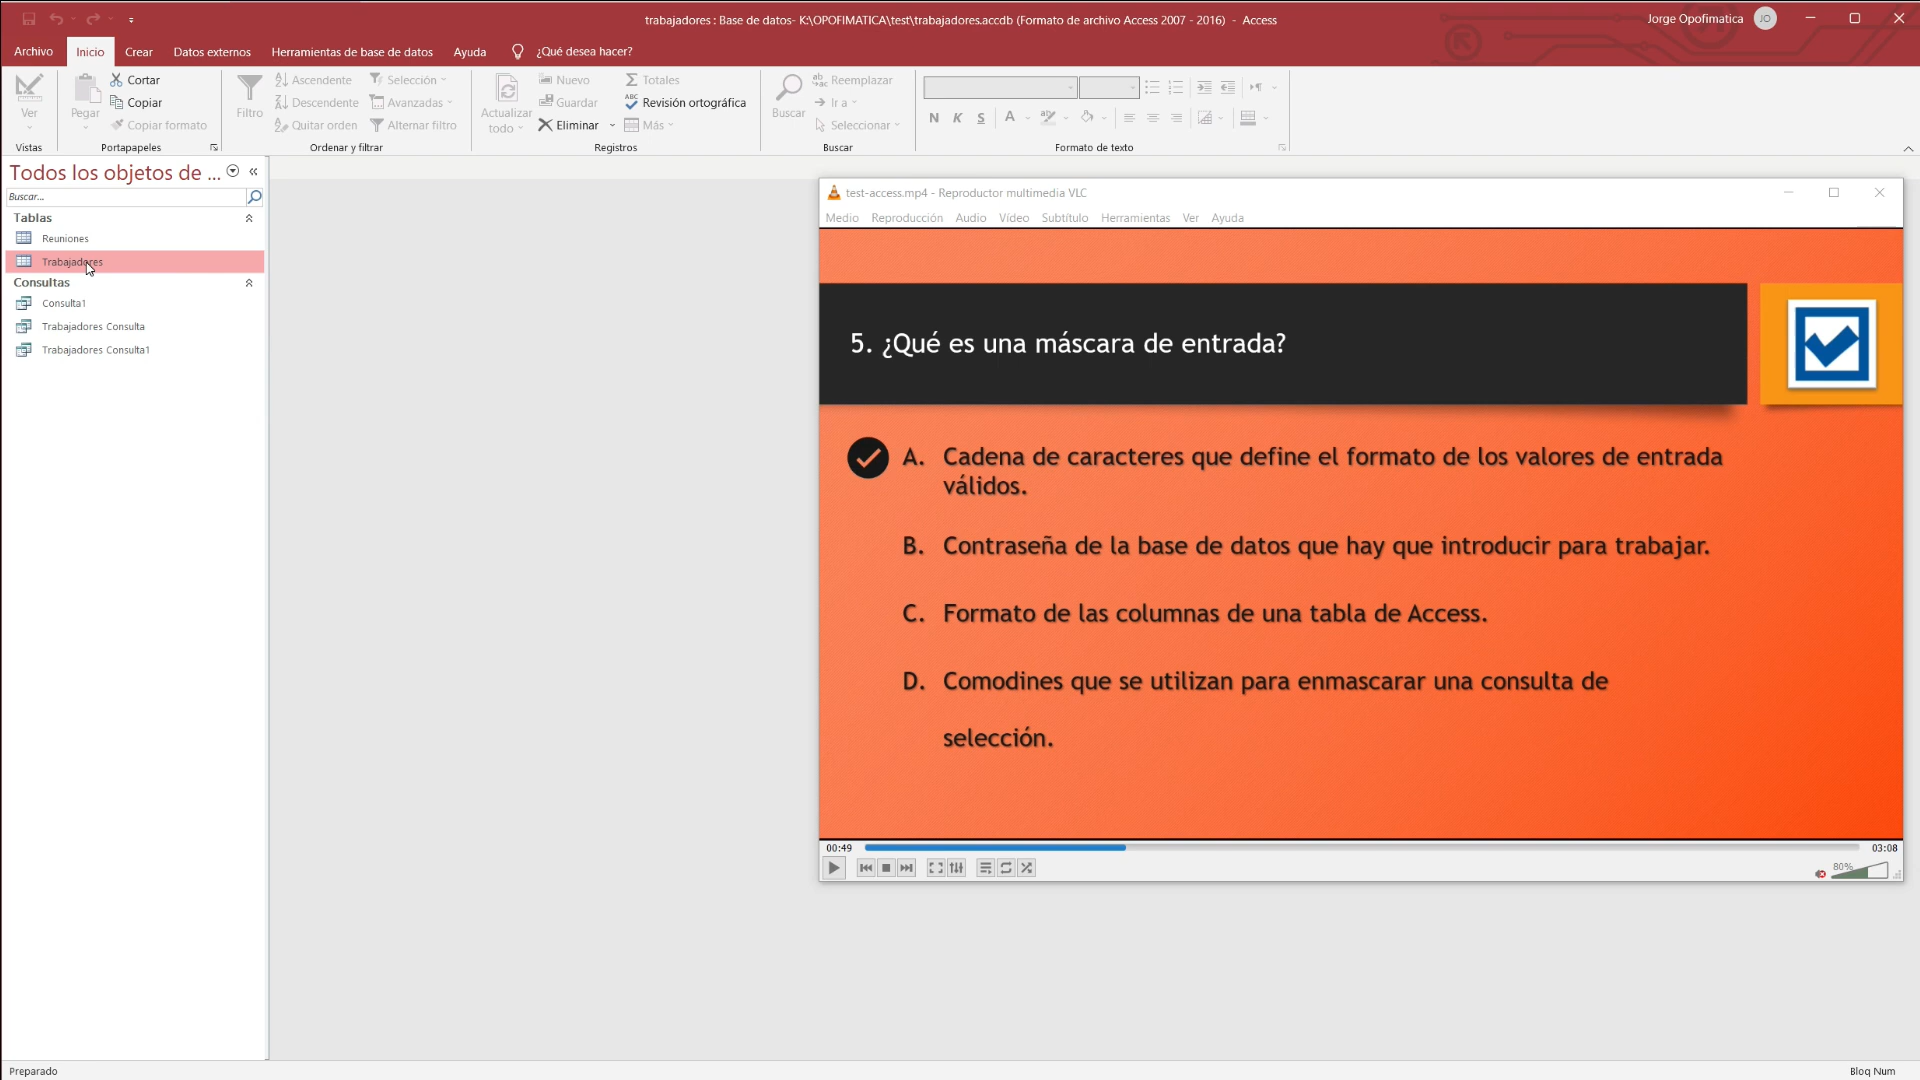 trabajadores : Base de datos- K:\OPOFIMATICA\test\trabajadores.accdb (Formato de archivo Access 2007 - 2016) - Access
Jorge Opofimatica
JO
Archivo
Inicio
Crear
Datos externos
Herramientas de base de datos
Ayuda
¿Qué desea hacer?
Ver
Vistas
Pegar
Cortar
Copiar
Copiar formato
Portapapeles
Filtro
Ascendente
Descendente
Quitar orden
Selección
Avanzadas
Alternar filtro
Ordenar y filtrar
Actualizar
todo
Nuevo
Guardar
Eliminar
Totales
Revisión ortográfica
Más
Registros
Buscar
Reemplazar
Ir a
Seleccionar
Buscar
N K S A
Formato de texto
Todos los objetos de ...
Buscar...
Tablas
Reuniones
Trabajadores
Consultas
Consulta1
Trabajadores Consulta
Trabajadores Consulta1
test-access.mp4 - Reproductor multimedia VLC
Medio Reproducción Audio Vídeo Subtítulo Herramientas Ver Ayuda
5. ¿Qué es una máscara de entrada?
A. Cadena de caracteres que define el formato de los valores de entrada
válidos.
B. Contraseña de la base de datos que hay que introducir para trabajar.
C. Formato de las columnas de una tabla de Access.
D. Comodines que se utilizan para enmascarar una consulta de
selección.
00:49
03:08
80%
Preparado
Bloq Num